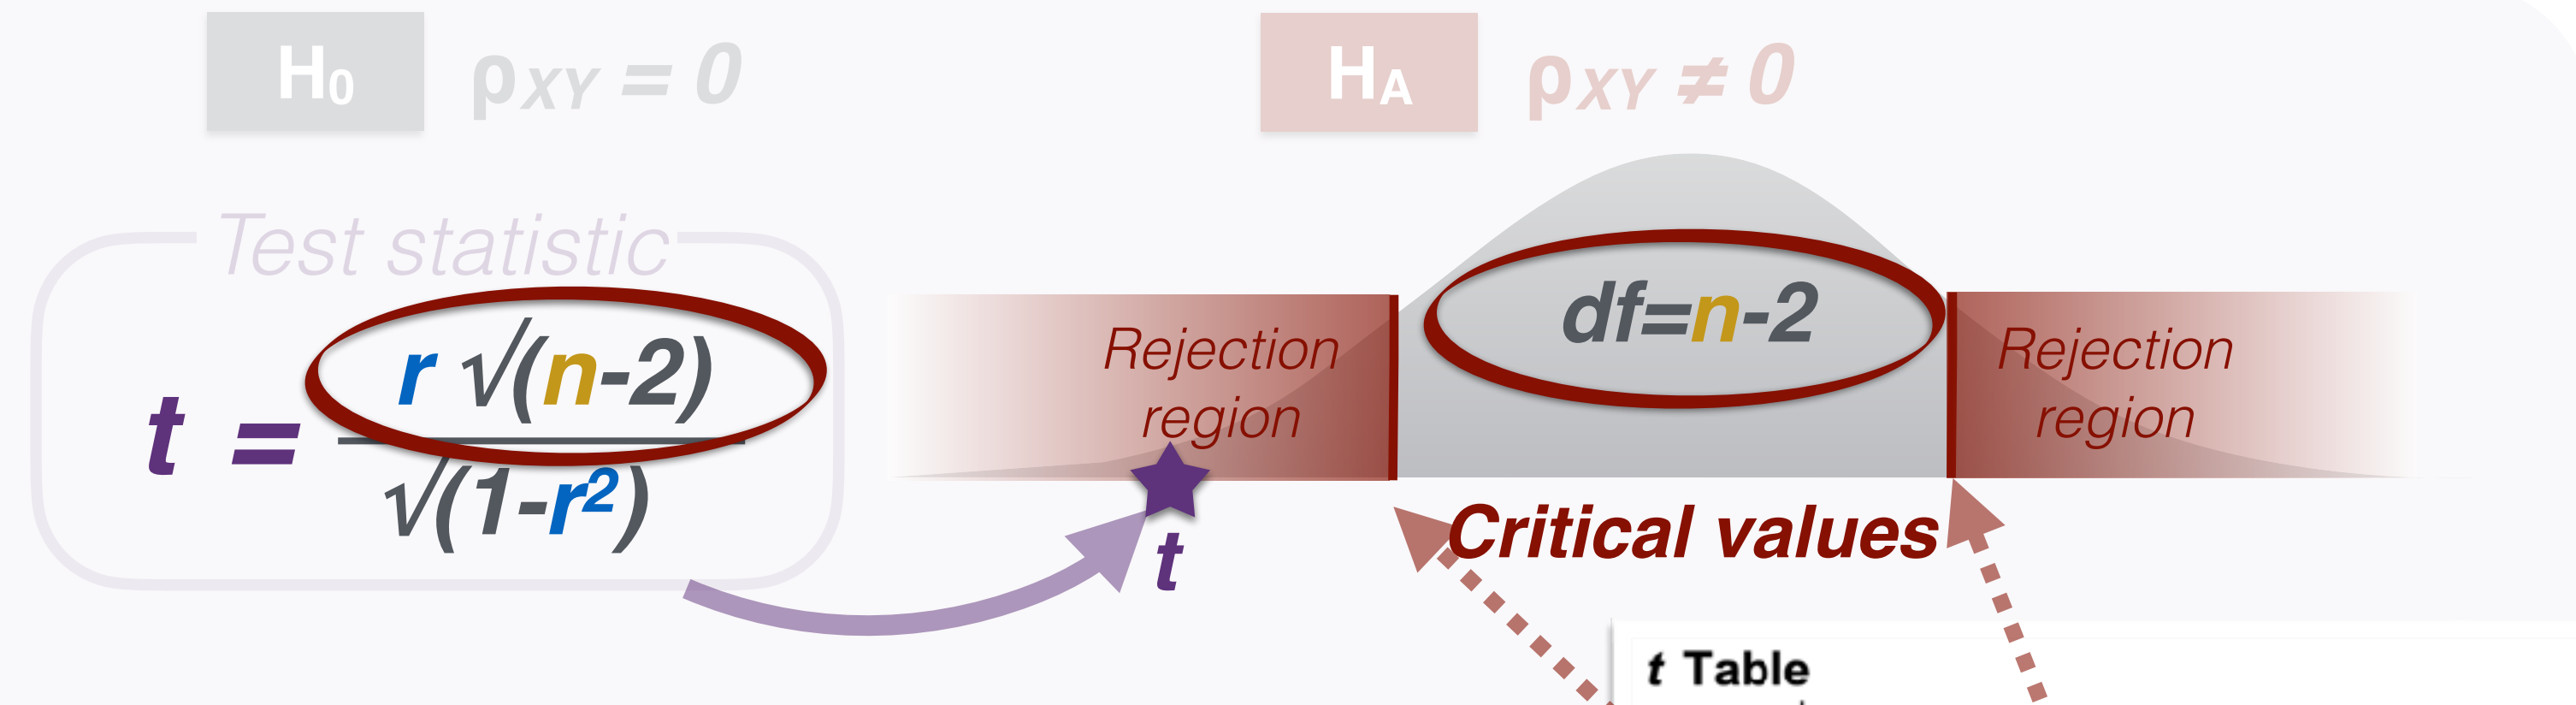 H₀ ρXY = 0
HA ρXY ≠ 0
Test statistic
t = r √(n-2)
√(1-r²)
df=n-2
Rejection
region
Rejection
region
t
Critical values
t Table